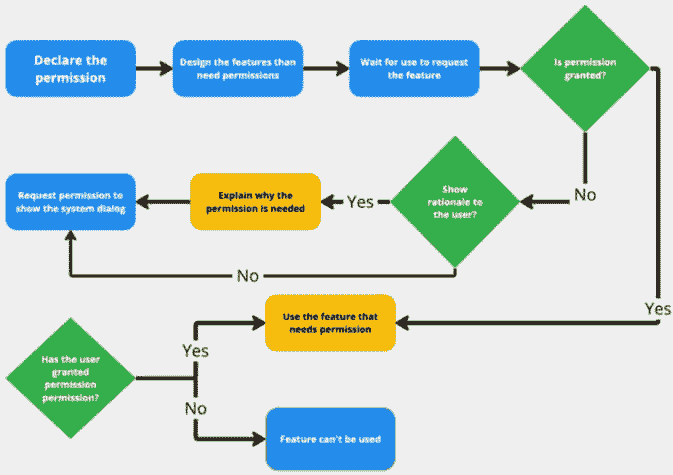 Declare the
permission
Design the features than
need permissions
Wait for use to request
the feature
Is permission
granted?
No
Show
rationale to
the user?
Yes
Explain why the
permission is needed
Request permission to
show the system dialog
No
Yes
Use the feature that
needs permission
Has the user
granted
permission
permission?
Yes
No
Feature can't be used